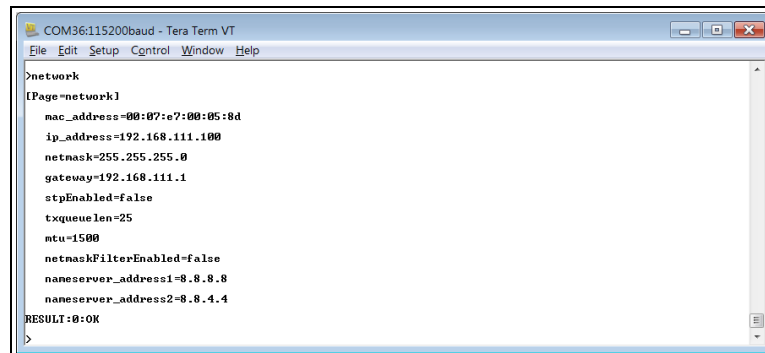 COM36:115200baud - Tera Term VT
File Edit Setup Control Window Help
>network
[Page=network]
mac_address=00:07:e7:00:05:8d
ip_address=192.168.111.100
netmask=255.255.255.0
gateway=192.168.111.1
stpEnabled=false
txqueuelen=25
mtu=1500
netmaskFilterEnabled=false
nameserver_address1=8.8.8.8
nameserver_address2=8.8.4.4
RESULT:0:OK
>